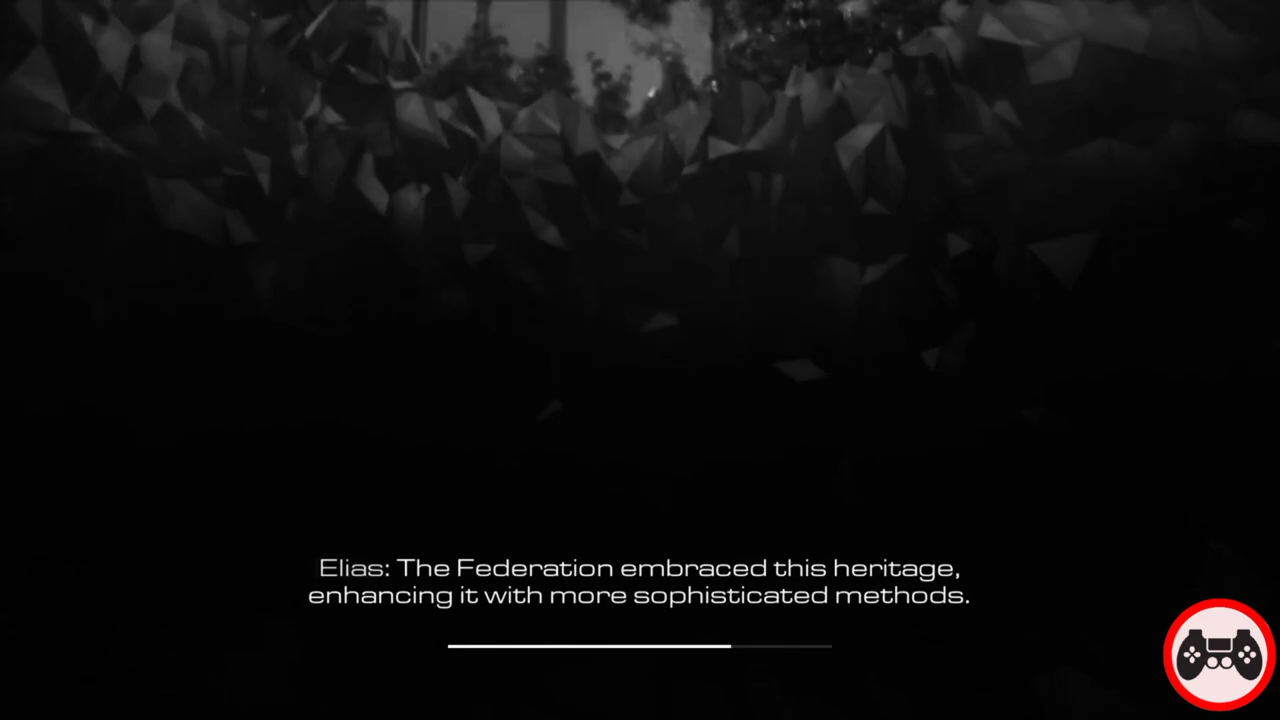 Elias: The Federation embraced this heritage,
enhancing it with more sophisticated methods.